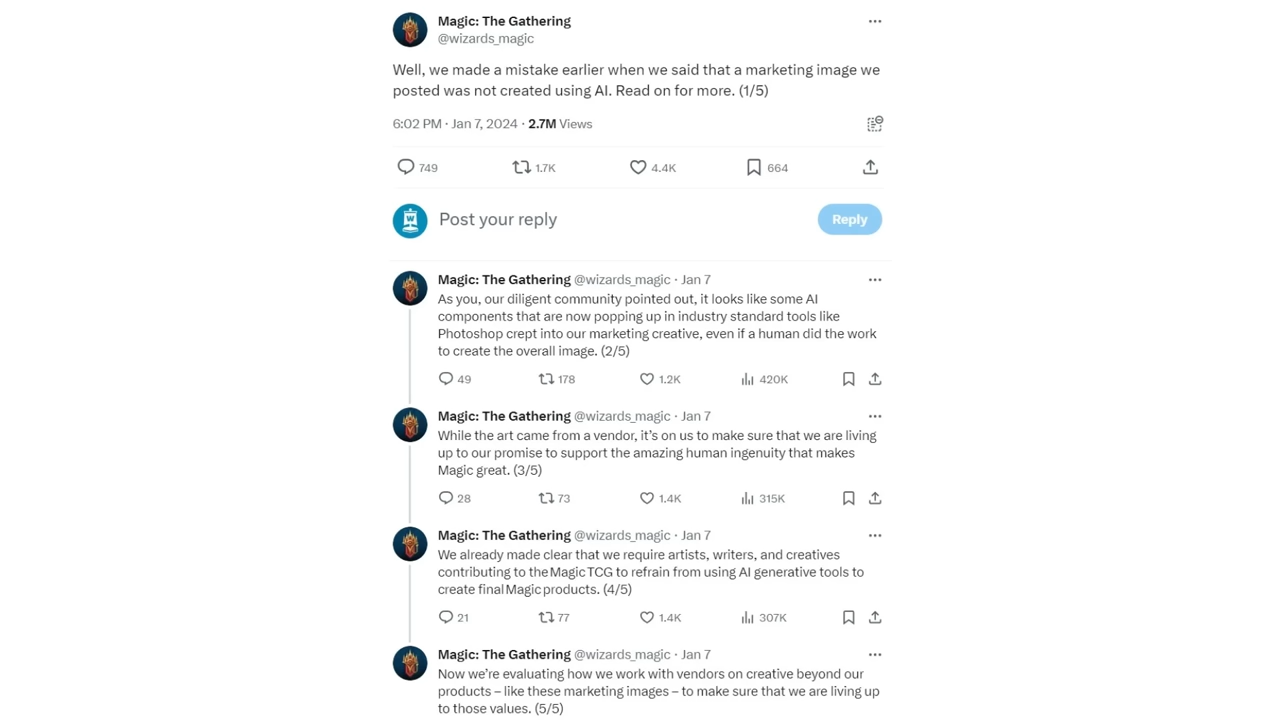 Magic: The Gathering
@wizards_magic
Well, we made a mistake earlier when we said that a marketing image we
posted was not created using AI. Read on for more. (1/5)
6:02 PM · Jan 7, 2024 · 2.7M Views
749 1.7K 4.4K 664
W
Post your reply
Reply
Magic: The Gathering @wizards_magic · Jan 7
As you, our diligent community pointed out, it looks like some AI
components that are now popping up in industry standard tools like
Photoshop crept into our marketing creative, even if a human did the work
to create the overall image. (2/5)
49 178 1.2K 420K
Magic: The Gathering @wizards_magic · Jan 7
While the art came from a vendor, it’s on us to make sure that we are living
up to our promise to support the amazing human ingenuity that makes
Magic great. (3/5)
28 73 1.4K 315K
Magic: The Gathering @wizards_magic · Jan 7
We already made clear that we require artists, writers, and creatives
contributing to the Magic TCG to refrain from using AI generative tools to
create final Magic products. (4/5)
21 77 1.4K 307K
Magic: The Gathering @wizards_magic · Jan 7
Now we’re evaluating how we work with vendors on creative beyond our
products – like these marketing images – to make sure that we are living up
to those values. (5/5)